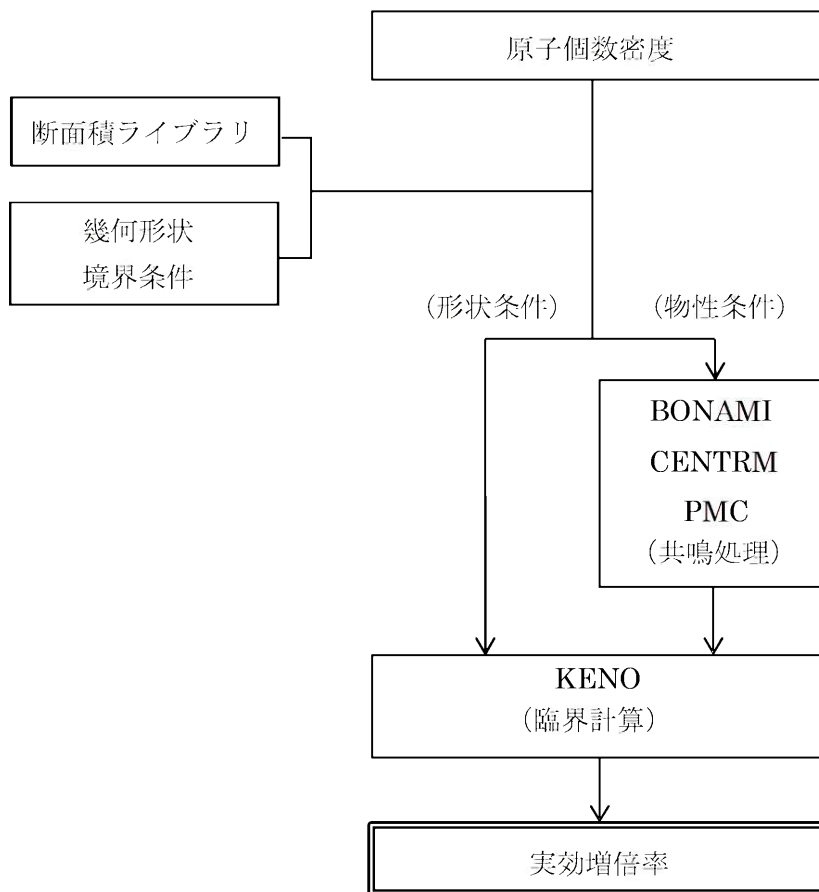 原子個数密度
断面積ライブラリ
幾何形状
境界条件
(形状条件)
(物性条件)
BONAMI
CENTRM
PMC
(共鳴処理)
KENO
(臨界計算)
実効増倍率